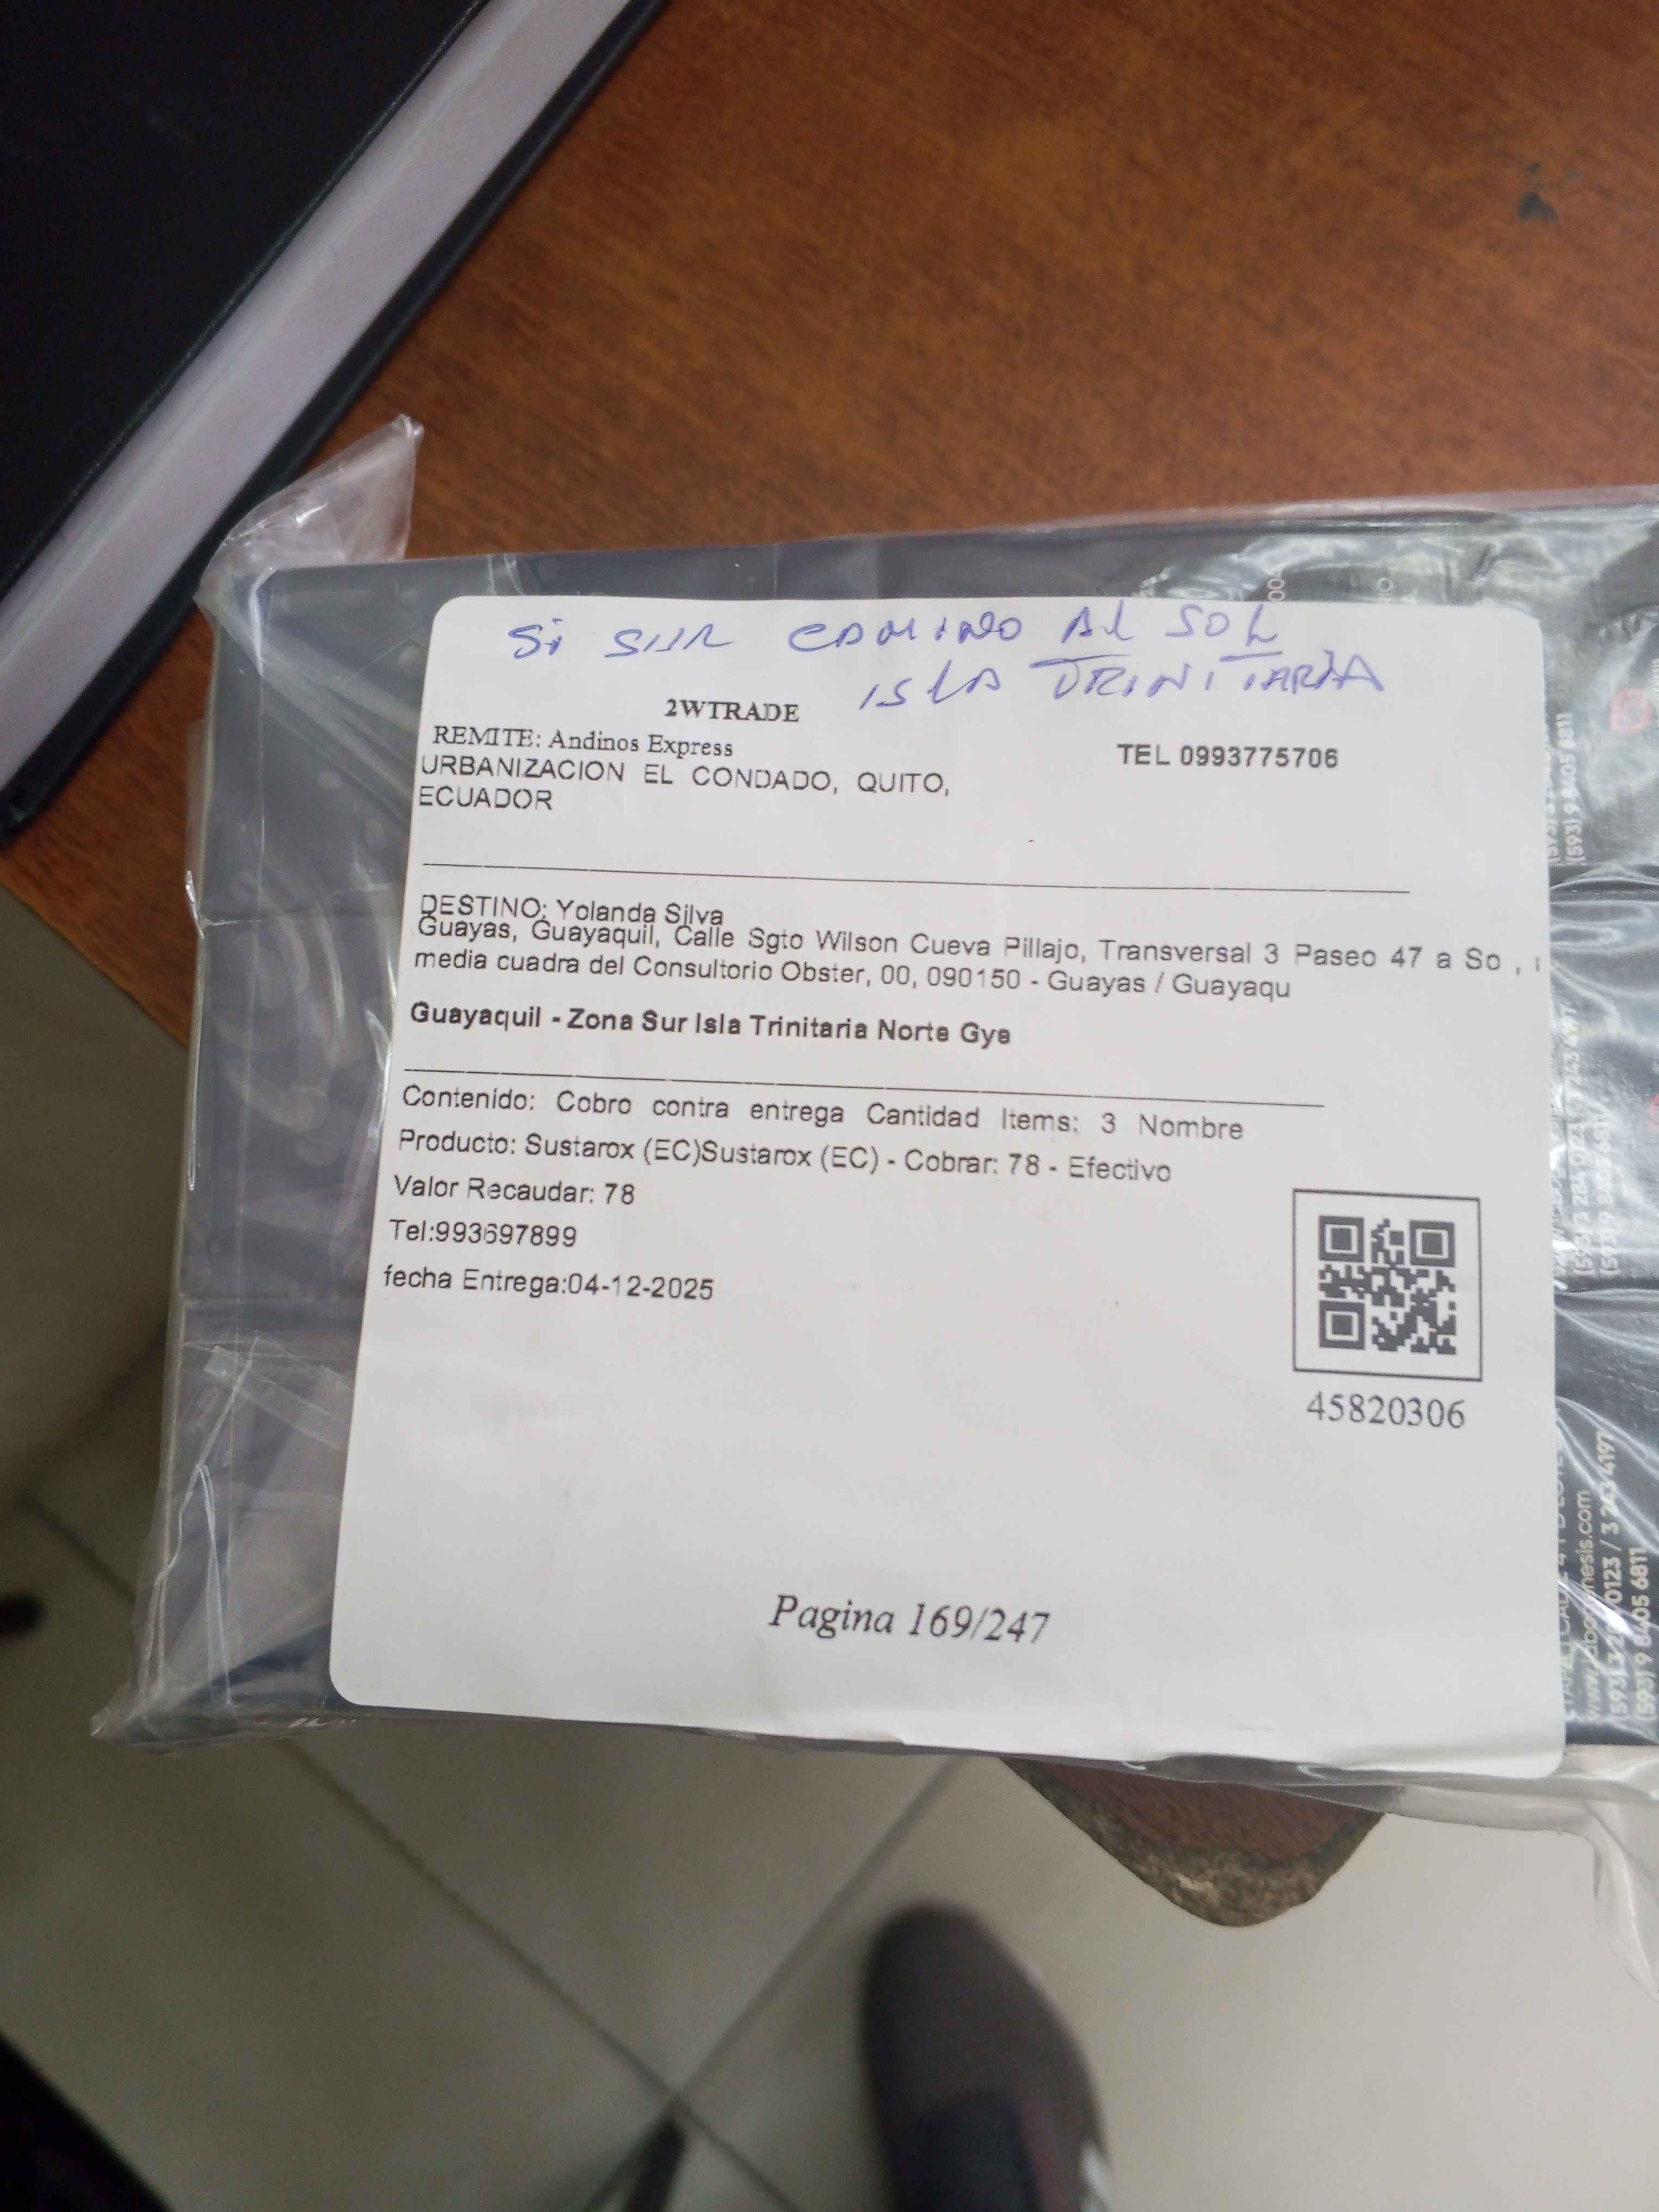 Si SUR CAMINO AL SOL
ISLA TRINITARIA
2WTRADE
REMITE: Andinos Express
TEL 0993775706
URBANIZACION EL CONDADO, QUITO,
ECUADOR
DESTINO: Yolanda Silva
Guayas, Guayaquil, Calle Sgto Wilson Cueva Pillajo, Transversal 3 Paseo 47 a So ,
media cuadra del Consultorio Obster, 00, 090150 - Guayas / Guayaqu
Guayaquil - Zona Sur Isla Trinitaria Norte Gye
Contenido: Cobro contra entrega Cantidad Items: 3 Nombre
Producto: Sustarox (EC)Sustarox (EC) - Cobrar: 78 - Efectivo
Valor Recaudar: 78
Tel:993697899
fecha Entrega:04-12-2025
45820306
Pagina 169/247
(593) 9 8405 6811